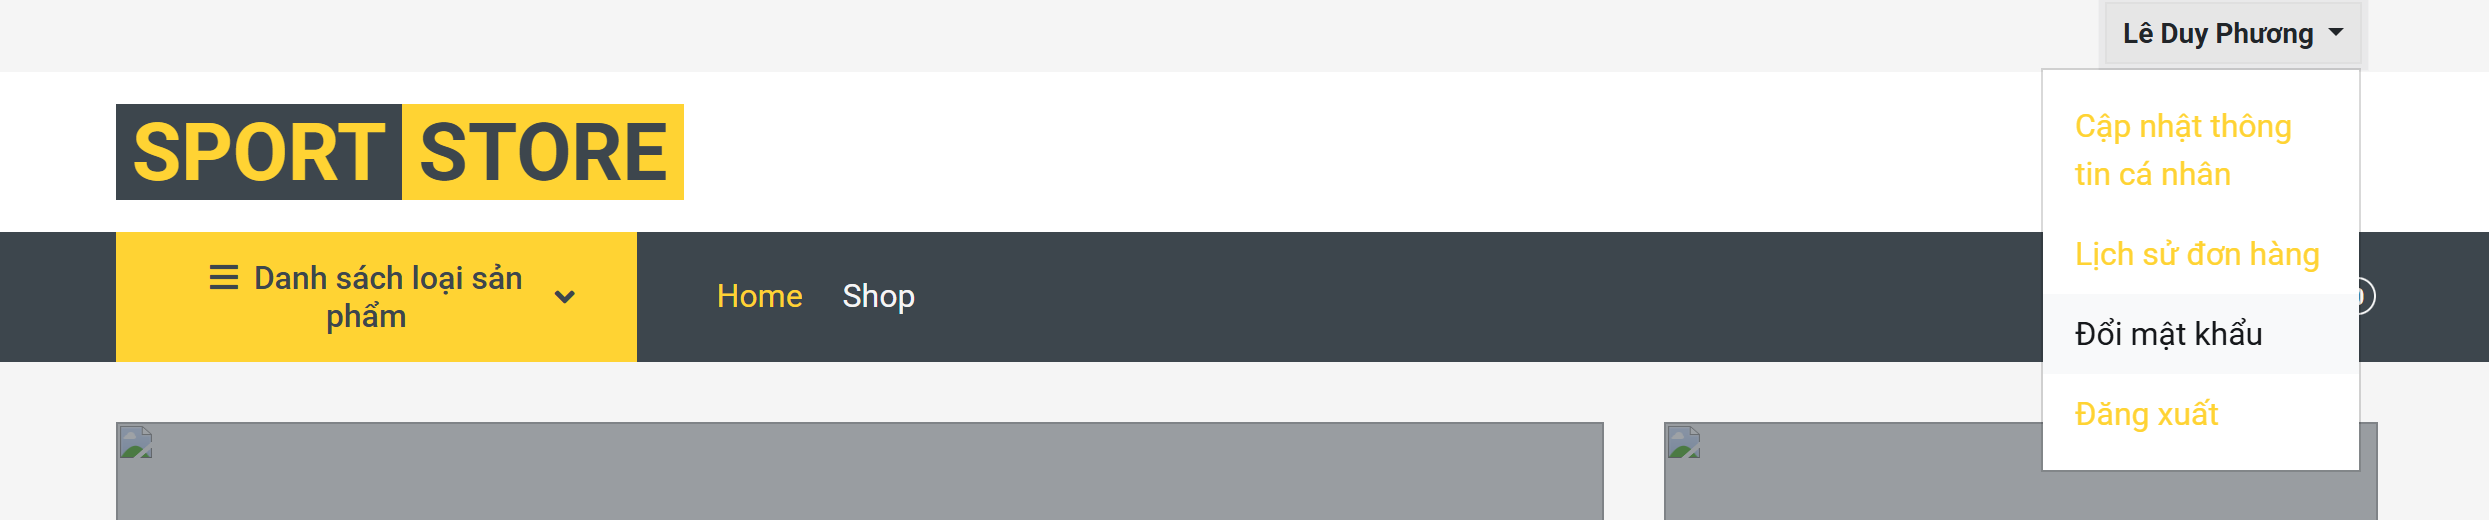 Lê Duy Phương
SPORT STORE
Cập nhật thông
tin cá nhân
Lịch sử đơn hàng
Đổi mật khẩu
Đăng xuất
Danh sách loại sản
phẩm
Home
Shop